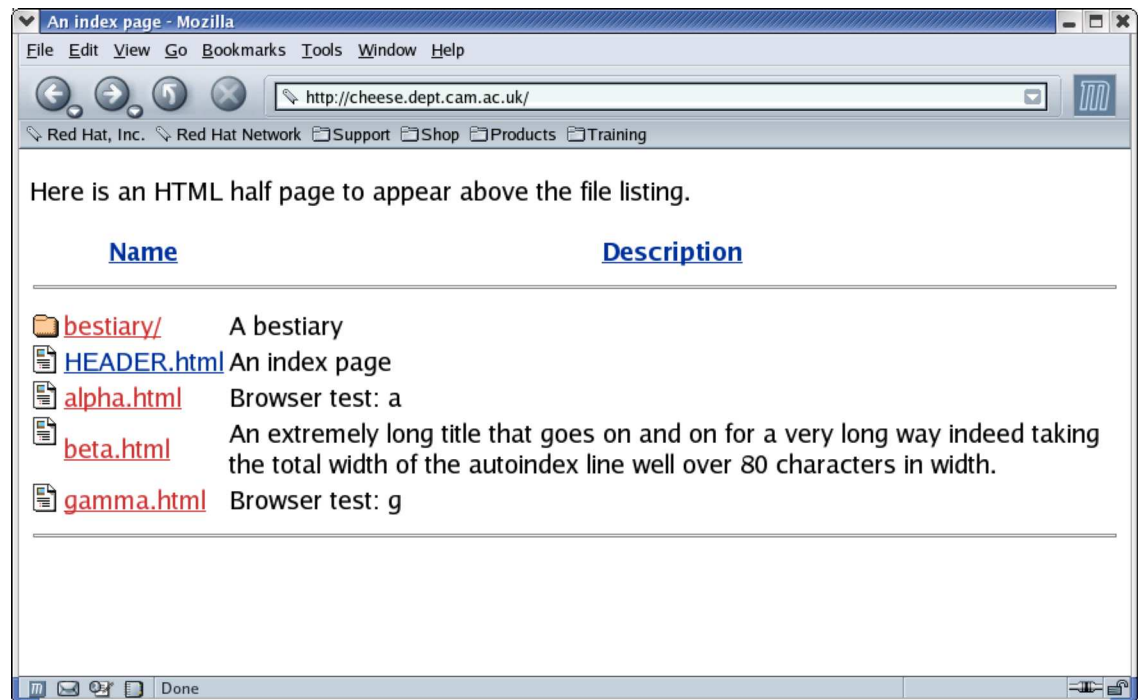 An index page - Mozilla
File Edit View Go Bookmarks Tools Window Help
http://cheese.dept.cam.ac.uk/
Red Hat, Inc. Red Hat Network Support Shop Products Training
Here is an HTML half page to appear above the file listing.
Name Description
bestiary/ A bestiary
HEADER.html An index page
alpha.html Browser test: a
beta.html An extremely long title that goes on and on for a very long way indeed taking
the total width of the autoindex line well over 80 characters in width.
gamma.html Browser test: g
Done